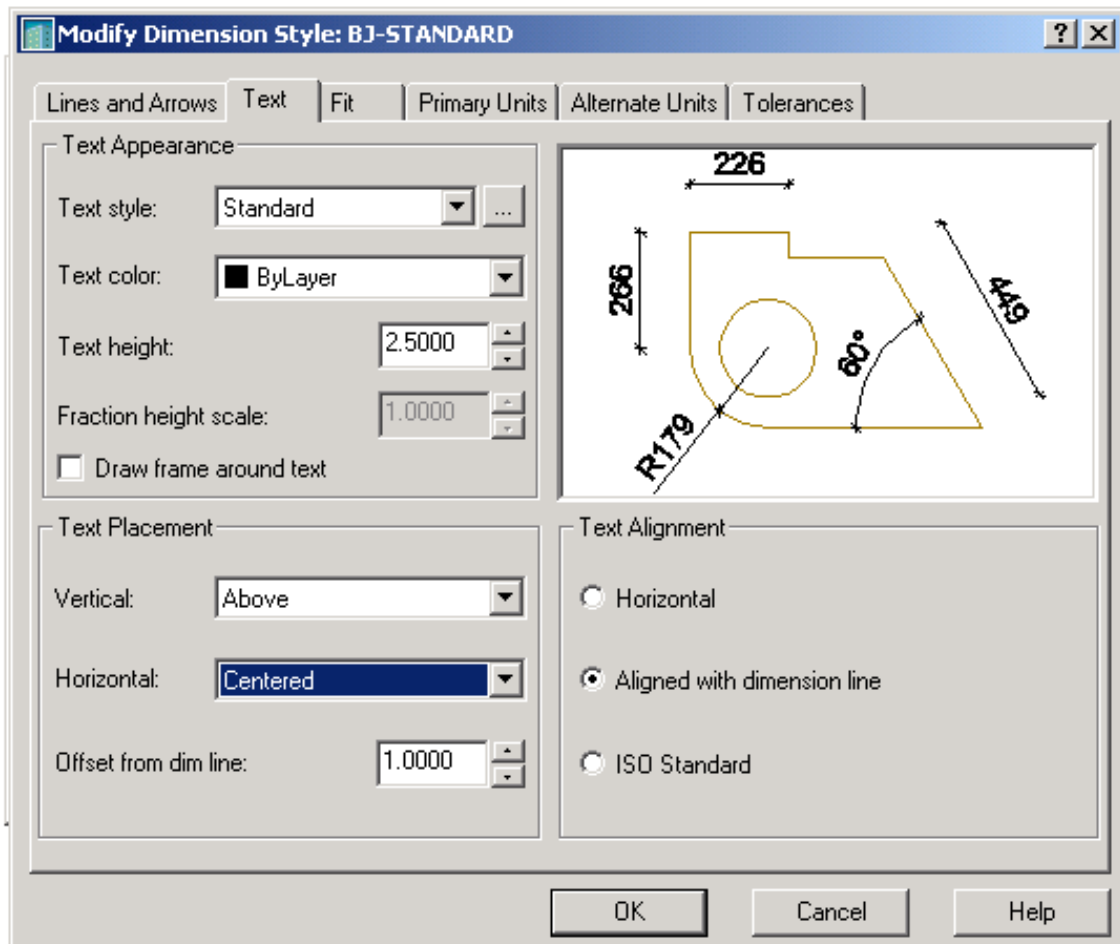 Modify Dimension Style: BJ-STANDARD
Lines and Arrows Text Fit Primary Units Alternate Units Tolerances
Text Appearance
Text style: Standard ...
Text color: ByLayer
Text height: 2.5000
Fraction height scale: 1.0000
Draw frame around text
226
266
449
60°
R179
Text Placement
Vertical: Above
Horizontal: Centered
Offset from dim line: 1.0000
Text Alignment
Horizontal
Aligned with dimension line
ISO Standard
OK Cancel Help